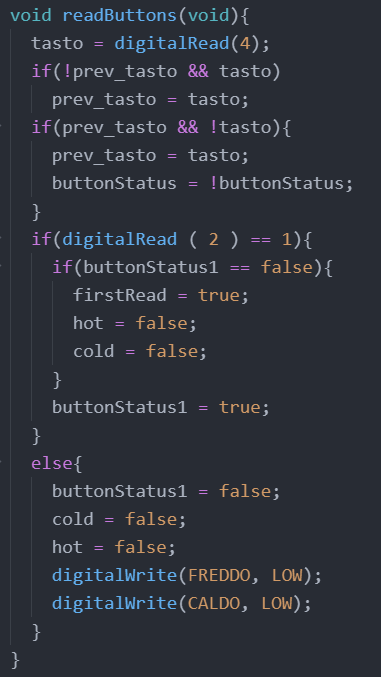 void readButtons(void){
  tasto = digitalRead(4);
  if(!prev_tasto && tasto)
    prev_tasto = tasto;
  if(prev_tasto && !tasto){
    prev_tasto = tasto;
    buttonStatus = !buttonStatus;
  }
  if(digitalRead ( 2 ) == 1){
    if(buttonStatus1 == false){
      firstRead = true;
      hot = false;
      cold = false;
    }
    buttonStatus1 = true;
  }
  else{
    buttonStatus1 = false;
    cold = false;
    hot = false;
    digitalWrite(FREDDO, LOW);
    digitalWrite(CALDO, LOW);
  }
}